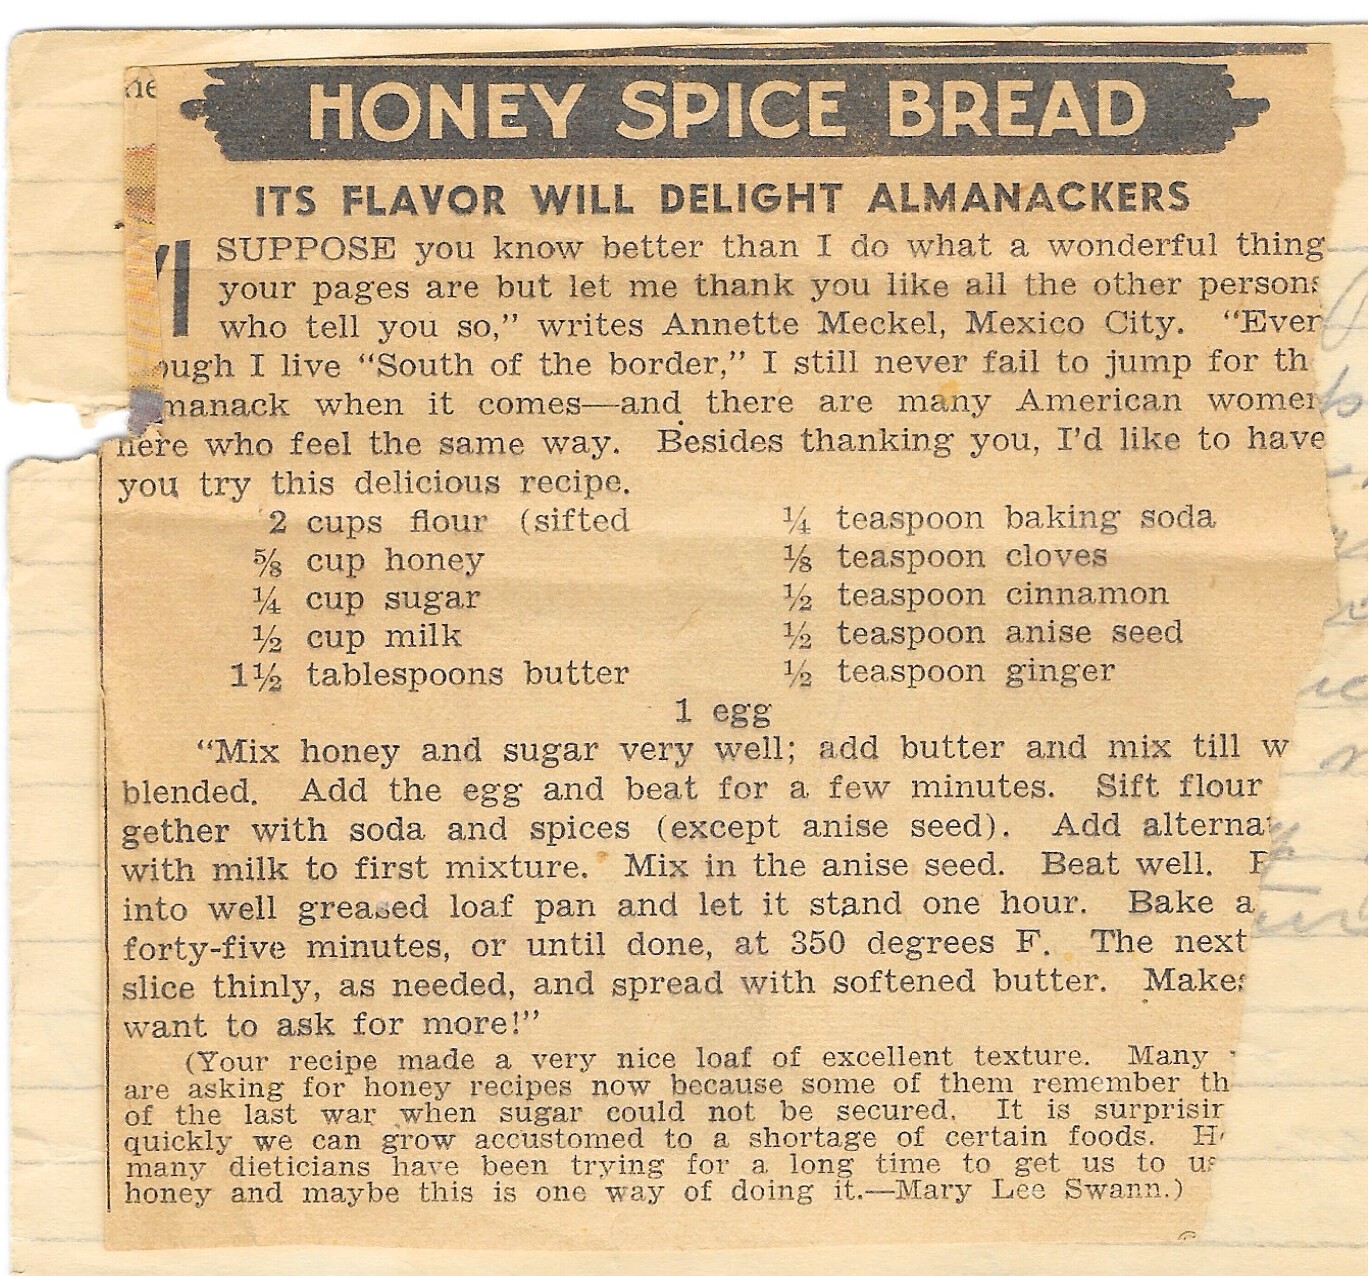 HONEY SPICE BREAD
ITS FLAVOR WILL DELIGHT ALMANACKERS
"I SUPPOSE you know better than I do what a wonderful thing
your pages are but let me thank you like all the other persons
who tell you so," writes Annette Meckel, Mexico City. "Even
ough I live "South of the border," I still never fail to jump for th
manack when it comes—and there are many American women
here who feel the same way. Besides thanking you, I'd like to have
you try this delicious recipe.
2 cups flour (sifted
⅝ cup honey
¼ cup sugar
½ cup milk
1½ tablespoons butter
¼ teaspoon baking soda
⅛ teaspoon cloves
½ teaspoon cinnamon
½ teaspoon anise seed
½ teaspoon ginger
1 egg
"Mix honey and sugar very well; add butter and mix till w
blended. Add the egg and beat for a few minutes. Sift flour
gether with soda and spices (except anise seed). Add alternat
with milk to first mixture. Mix in the anise seed. Beat well.
into well greased loaf pan and let it stand one hour. Bake a
forty-five minutes, or until done, at 350 degrees F. The next
slice thinly, as needed, and spread with softened butter. Makes
want to ask for more!"
(Your recipe made a very nice loaf of excellent texture. Many
are asking for honey recipes now because some of them remember th
of the last war when sugar could not be secured. It is surprisin
quickly we can grow accustomed to a shortage of certain foods.
many dieticians have been trying for a long time to get us to us
honey and maybe this is one way of doing it.—Mary Lee Swann.)